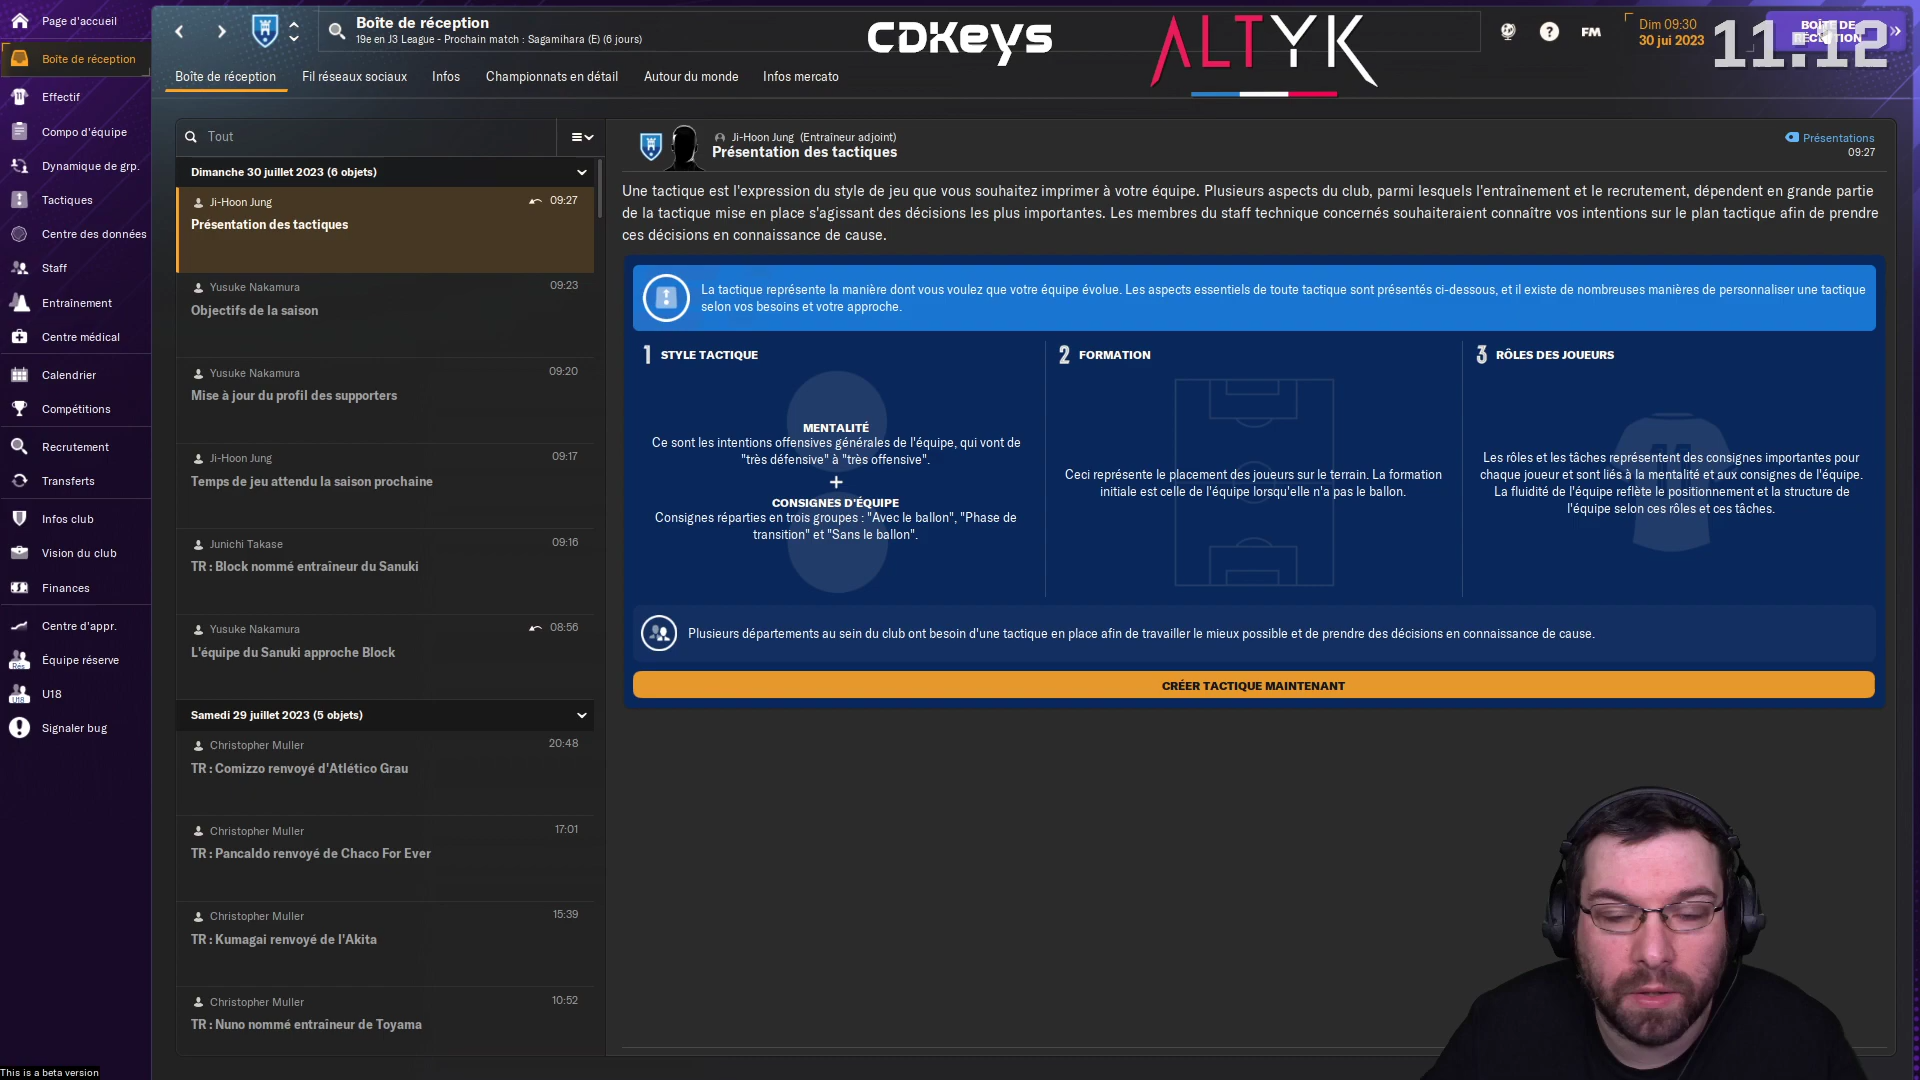 Page d'accueil
Boîte de réception
Effectif
Compo d'équipe
Dynamique de grp.
Tactiques
Centre des données
Staff
Entraînement
Centre médical
Calendrier
Compétitions
Recrutement
Transferts
Infos club
Vision du club
Finances
Centre d'appr.
Équipe réserve
U18
Signaler bug
This is a beta version
Boîte de réception
19e en J3 League - Prochain match : Sagamihara (E) (6 jours)
CDKeys
ALTYK
FM
Dim 09:30
30 jui 2023
BOÎTE DE
RÉCEPTION
11:12
Boîte de réception
Fil réseaux sociaux
Infos
Championnats en détail
Autour du monde
Infos mercato
Tout
Dimanche 30 juillet 2023 (6 objets)
Ji-Hoon Jung 09:27
Présentation des tactiques
Yusuke Nakamura 09:23
Objectifs de la saison
Yusuke Nakamura 09:20
Mise à jour du profil des supporters
Ji-Hoon Jung 09:17
Temps de jeu attendu la saison prochaine
Junichi Takase 09:16
TR : Block nommé entraîneur du Sanuki
Yusuke Nakamura 08:56
L'équipe du Sanuki approche Block
Samedi 29 juillet 2023 (5 objets)
Christopher Muller 20:48
TR : Comizzo renvoyé d'Atlético Grau
Christopher Muller 17:01
TR : Pancaldo renvoyé de Chaco For Ever
Christopher Muller 15:39
TR : Kumagai renvoyé de l'Akita
Christopher Muller 10:52
TR : Nuno nommé entraîneur de Toyama
Ji-Hoon Jung (Entraîneur adjoint)
Présentation des tactiques
Présentations
09:27
Une tactique est l'expression du style de jeu que vous souhaitez imprimer à votre équipe. Plusieurs aspects du club, parmi lesquels l'entraînement et le recrutement, dépendent en grande partie
de la tactique mise en place s'agissant des décisions les plus importantes. Les membres du staff technique concernés souhaiteraient connaître vos intentions sur le plan tactique afin de prendre
ces décisions en connaissance de cause.
La tactique représente la manière dont vous voulez que votre équipe évolue. Les aspects essentiels de toute tactique sont présentés ci-dessous, et il existe de nombreuses manières de personnaliser une tactique
selon vos besoins et votre approche.
1 STYLE TACTIQUE
MENTALITÉ
Ce sont les intentions offensives générales de l'équipe, qui vont de
"très défensive" à "très offensive".
+
CONSIGNES D'ÉQUIPE
Consignes réparties en trois groupes : "Avec le ballon", "Phase de
transition" et "Sans le ballon".
2 FORMATION
Ceci représente le placement des joueurs sur le terrain. La formation
initiale est celle de l'équipe lorsqu'elle n'a pas le ballon.
3 RÔLES DES JOUEURS
Les rôles et les tâches représentent des consignes importantes pour
chaque joueur et sont liés à la mentalité et aux consignes de l'équipe.
La fluidité de l'équipe reflète le positionnement et la structure de
l'équipe selon ces rôles et ces tâches.
Plusieurs départements au sein du club ont besoin d'une tactique en place afin de travailler le mieux possible et de prendre des décisions en connaissance de cause.
CRÉER TACTIQUE MAINTENANT